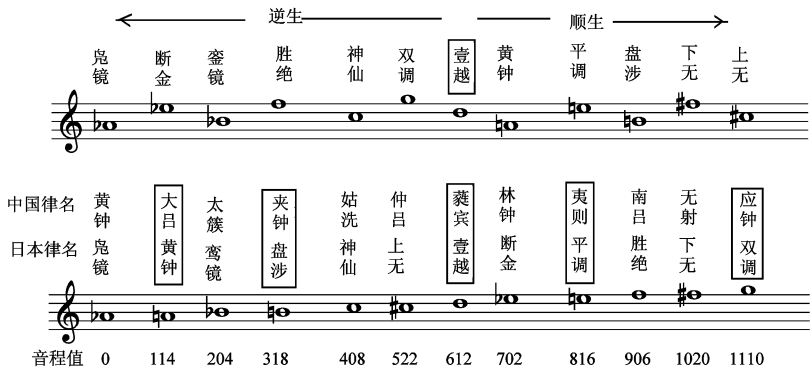 逆生 顺生
凫镜 断金 銮镜 胜绝 神仙 双调 壹越 黄钟 平调 盘涉 下无 上无
中国律名 黄钟 大吕 太簇 夹钟 姑洗 仲吕 蕤宾 林钟 夷则 南吕 无射 应钟
日本律名 凫镜 黄钟 鸾镜 盘涉 神仙 上无 壹越 断金 平调 胜绝 下无 双调
音程值 0 114 204 318 408 522 612 702 816 906 1020 1110